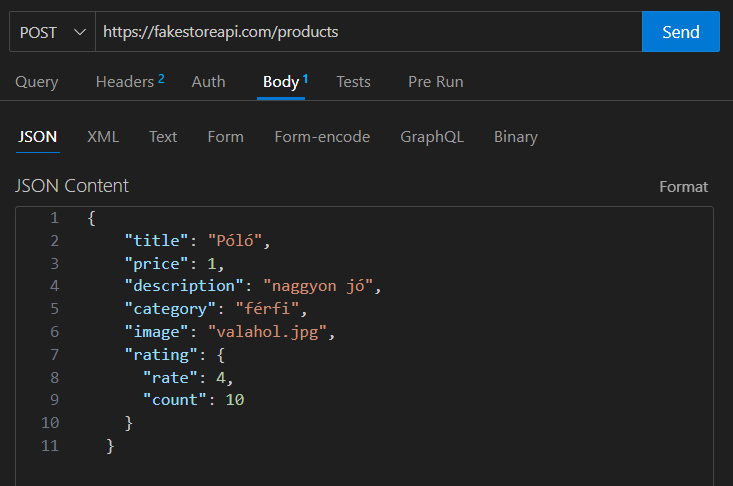 POST https://fakestoreapi.com/products Send
Query Headers 2 Auth Body 1 Tests Pre Run
JSON XML Text Form Form-encode GraphQL Binary
JSON Content Format
1 {
2 "title": "Póló",
3 "price": 1,
4 "description": "naggyon jó",
5 "category": "férfi",
6 "image": "valahol.jpg",
7 "rating": {
8 "rate": 4,
9 "count": 10
10 }
11 }